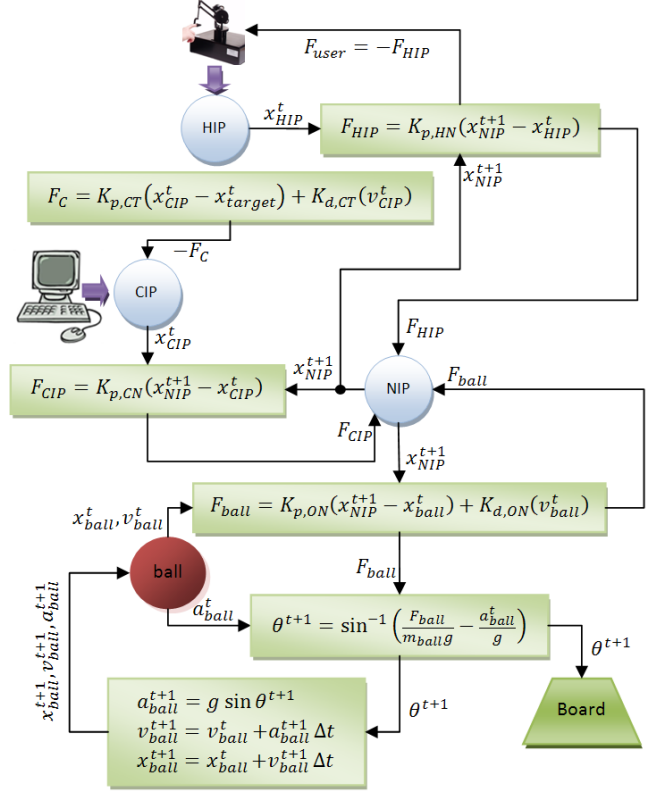 F_user = −F_HIP
HIP
x^t_HIP
F_HIP = K_p,HN(x^{t+1}_NIP − x^t_HIP)
x^{t+1}_NIP
F_C = K_p,CT(x^t_CIP − x^t_target) + K_d,CT(v^t_CIP)
−F_C
CIP
x^t_CIP
F_HIP
F_CIP = K_p,CN(x^{t+1}_NIP − x^t_CIP)
x^{t+1}_NIP
NIP
F_ball
F_CIP
x^{t+1}_NIP
x^t_ball, v^t_ball
F_ball = K_p,ON(x^{t+1}_NIP − x^t_ball) + K_d,ON(v^t_ball)
F_ball
ball
a^t_ball
θ^{t+1} = sin^{−1}(F_ball/m_ball g − a^t_ball/g)
θ^{t+1}
Board
x^{t+1}_ball, v^{t+1}_ball, a^{t+1}_ball
θ^{t+1}
a^{t+1}_ball = g sin θ^{t+1}
v^{t+1}_ball = v^t_ball + a^{t+1}_ball Δt
x^{t+1}_ball = x^t_ball + v^{t+1}_ball Δt